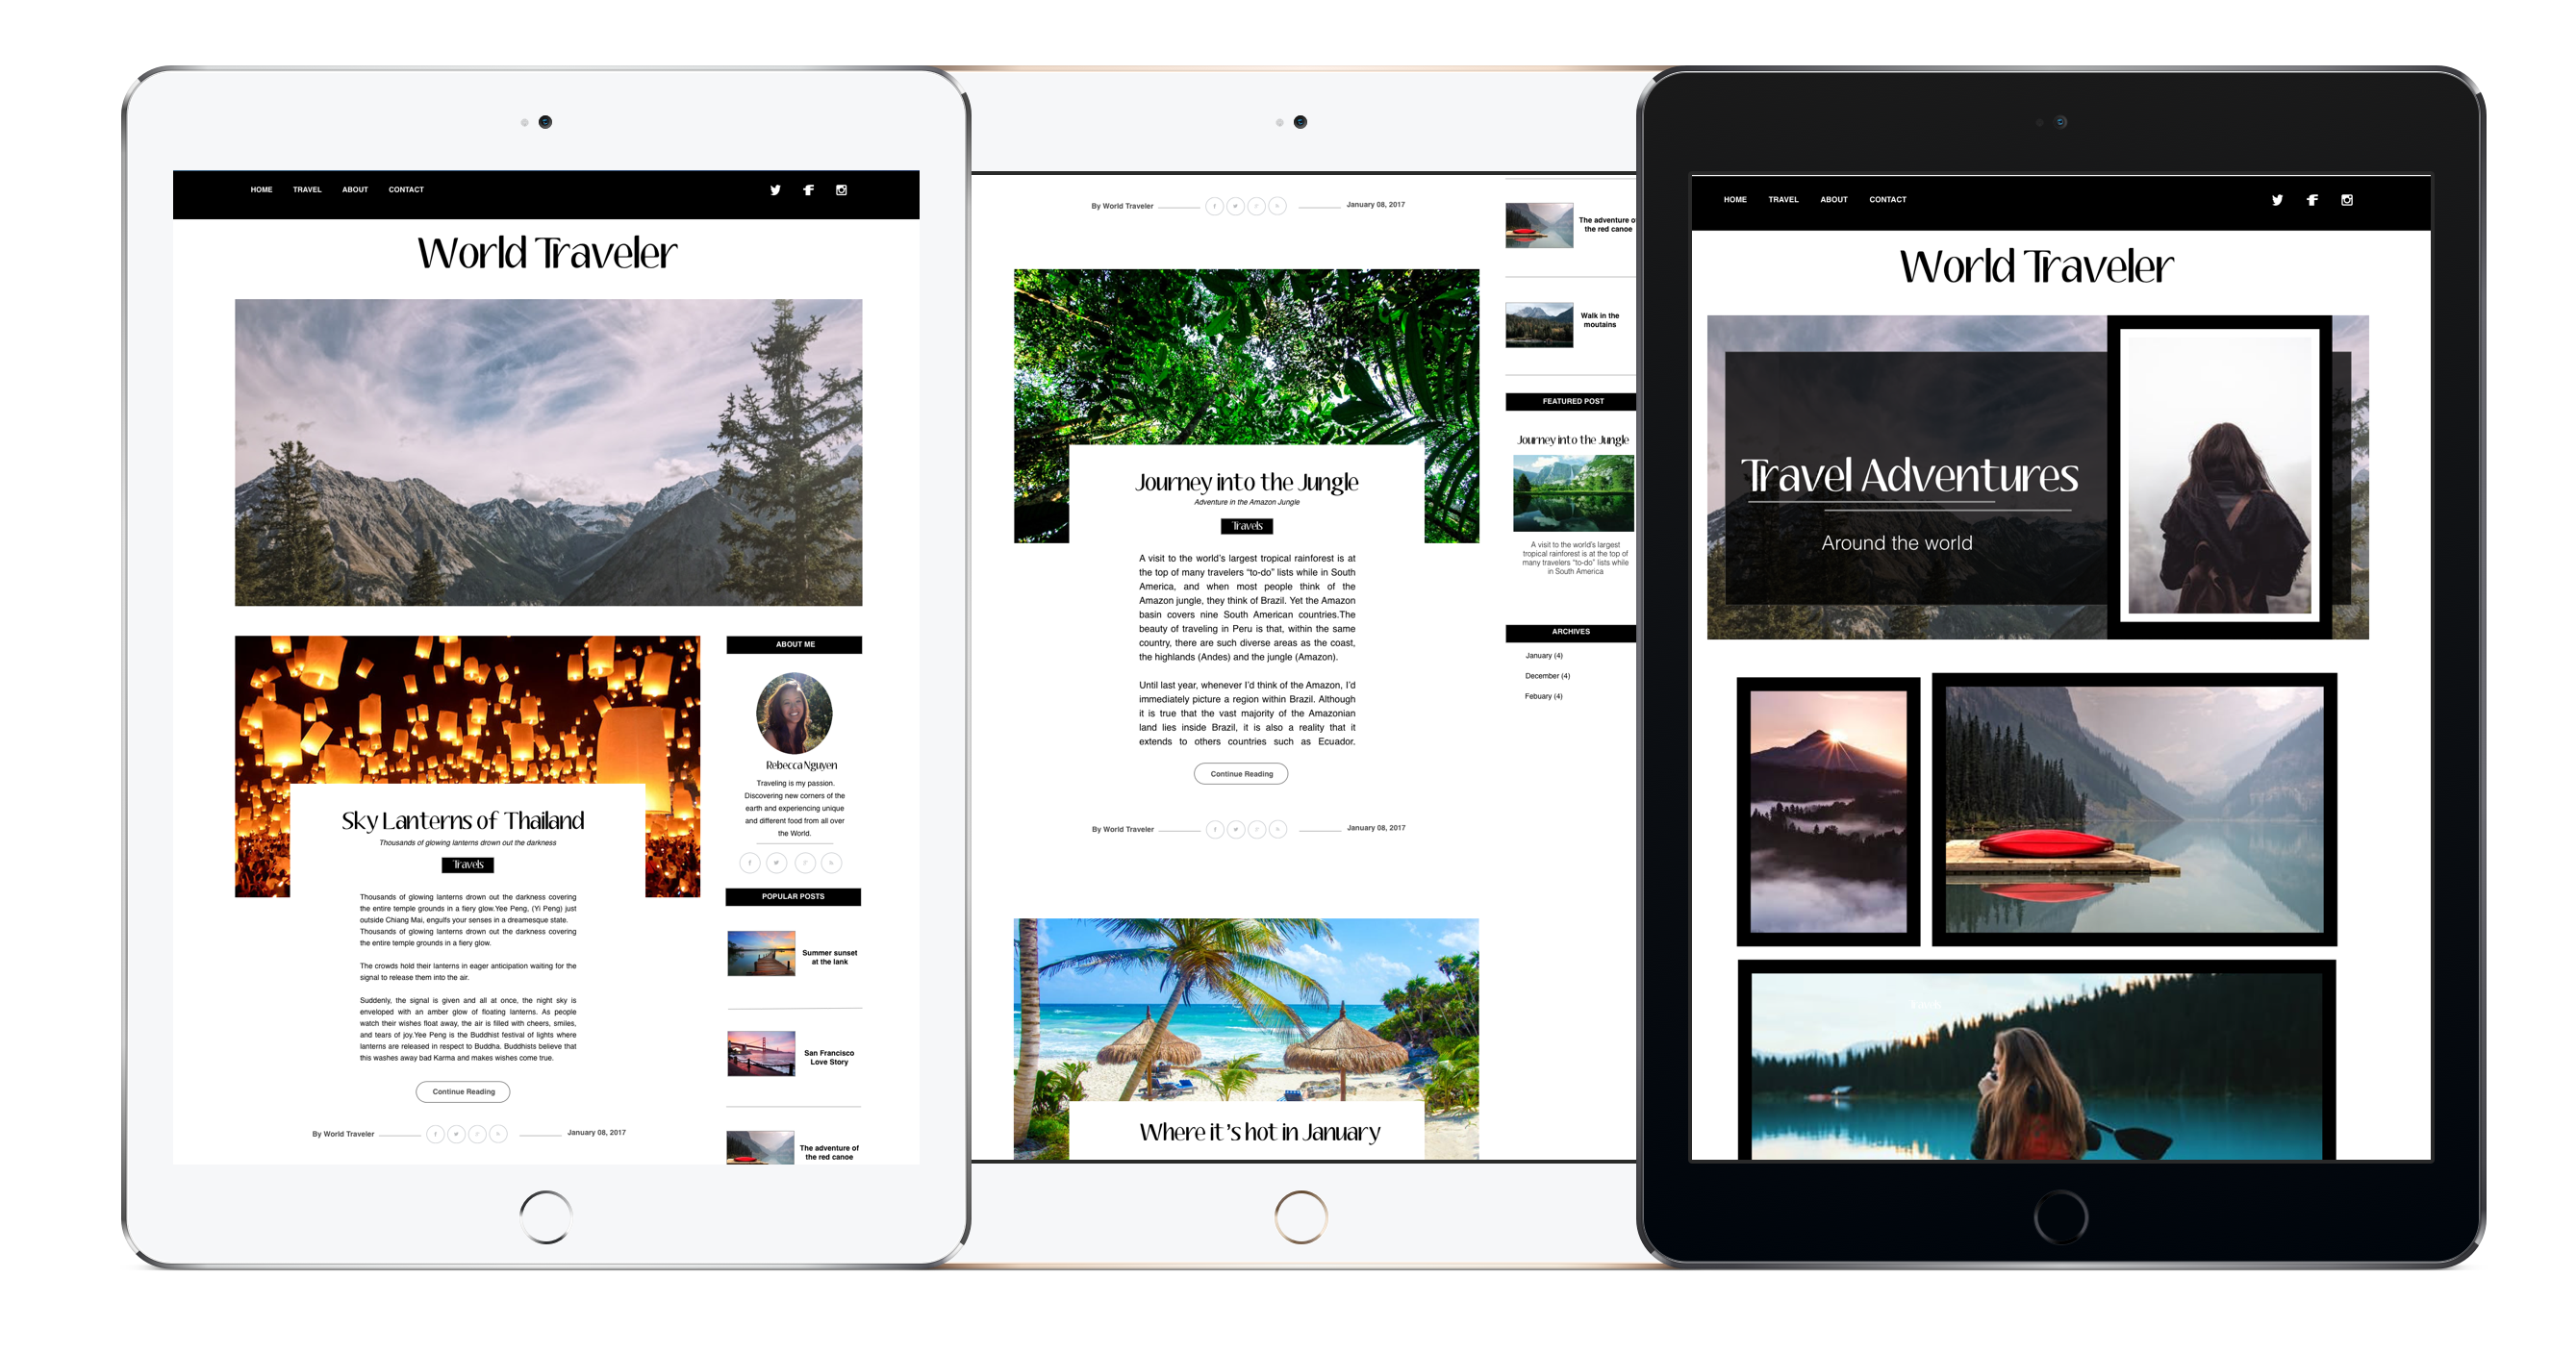 HOME TRAVEL ABOUT CONTACT
World Traveler
Sky Lanterns of Thailand
Thousands of glowing lanterns drown out the darkness
Travels
Thousands of glowing lanterns drown out the darkness covering
the entire temple grounds in a fiery glow.Yee Peng, (Yi Peng) just
outside Chiang Mai, engulfs your senses in a dreamesque state.
Thousands of glowing lanterns drown out the darkness covering
the entire temple grounds in a fiery glow.
The crowds hold their lanterns in eager anticipation waiting for the
signal to release them into the air.
Suddenly, the signal is given and all at once, the night sky is
enveloped with an amber glow of floating lanterns. As people
watch their wishes float away, the air is filled with cheers, smiles,
and tears of joy.Yee Peng is the Buddhist festival of lights where
lanterns are released in respect to Buddha. Buddhists believe that
this washes away bad Karma and makes wishes come true.
Continue Reading
By World Traveler January 08, 2017
ABOUT ME
Rebecca Nguyen
Traveling is my passion.
Discovering new corners of the
earth and experiencing unique
and different food from all over
the World.
POPULAR POSTS
Summer sunset
at the lank
San Francisco
Love Story
The adventure of
the red canoe
By World Traveler January 08, 2017
Journey into the Jungle
Adventure in the Amazon Jungle
Travels
A visit to the world's largest tropical rainforest is at
the top of many travelers “to-do” lists while in South
America, and when most people think of the
Amazon jungle, they think of Brazil. Yet the Amazon
basin covers nine South American countries.The
beauty of traveling in Peru is that, within the same
country, there are such diverse areas as the coast,
the highlands (Andes) and the jungle (Amazon).
Until last year, whenever I'd think of the Amazon, I'd
immediately picture a region within Brazil. Although
it is true that the vast majority of the Amazonian
land lies inside Brazil, it is also a reality that it
extends to others countries such as Ecuador.
Continue Reading
By World Traveler January 08, 2017
Where it's hot in January
The adventure o
the red canoe
Walk in the
moutains
FEATURED POST
Journey into the Jungle
A visit to the world's largest
tropical rainforest is at the top of
many travelers “to-do” lists while
in South America
ARCHIVES
January (4)
December (4)
Febuary (4)
HOME TRAVEL ABOUT CONTACT
World Traveler
Travel Adventures
Around the world